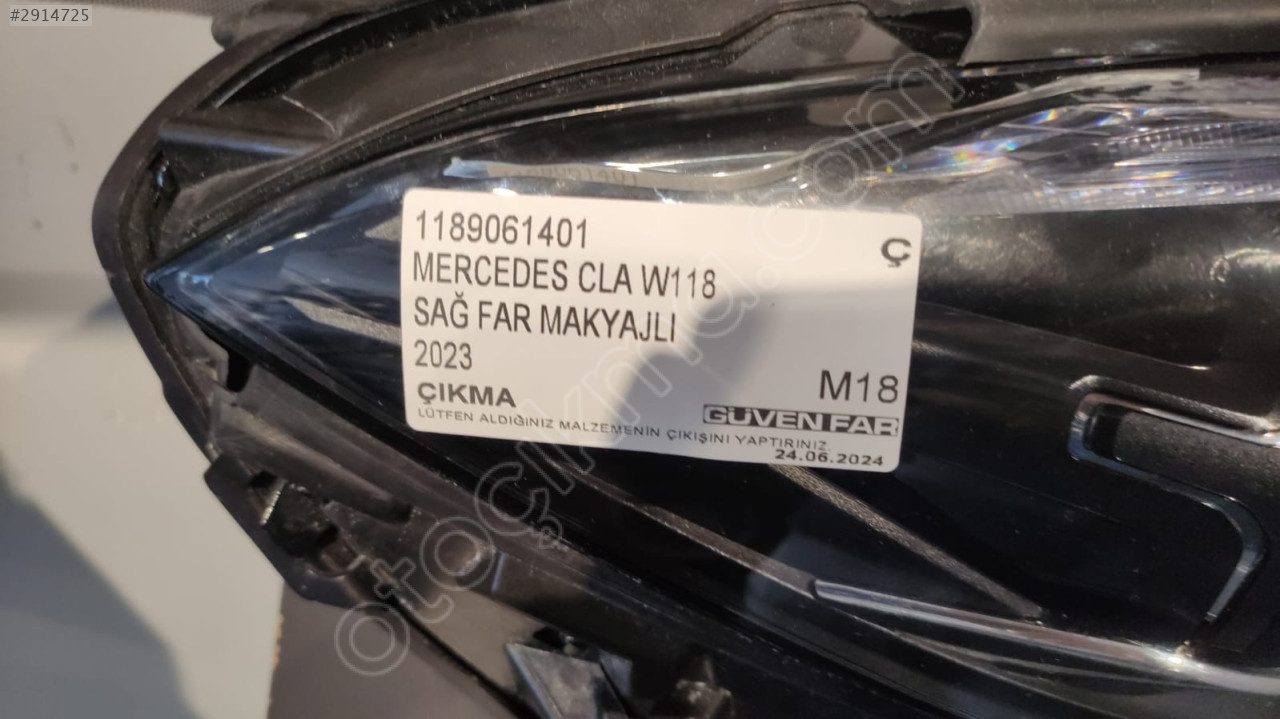 #2914725
1189061401
Ç
MERCEDES CLA W118
SAĞ FAR MAKYAJLI
2023
M18
ÇIKMA
GÜVEN FAR
LÜTFEN ALDIĞINIZ MALZEMENİN ÇIKIŞINI YAPTIRINIZ.
24.06.2024
otoçıkma.com